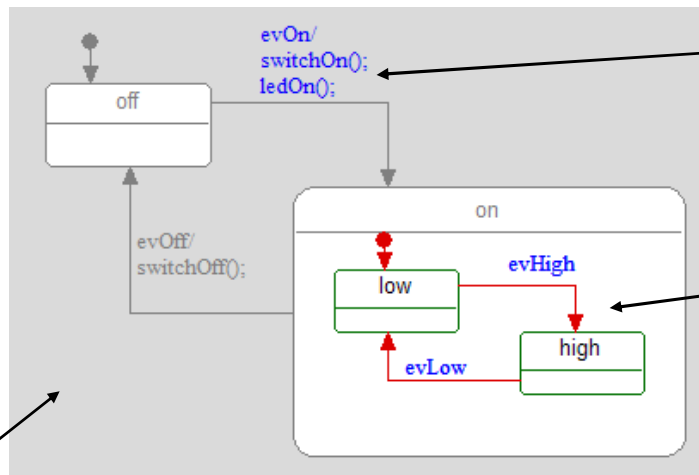 evOn/
switchOn();
ledOn();
off
on
evOff/
switchOff();
evHigh
low
high
evLow